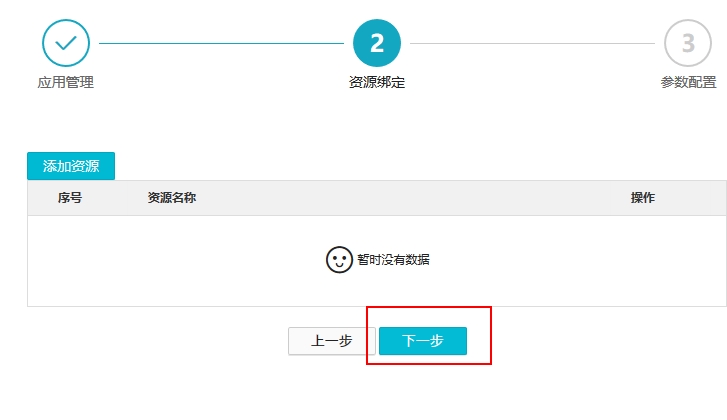 2
3
应用管理
资源绑定
参数配置
添加资源
序号 资源名称 操作
暂时没有数据
上一步 下一步